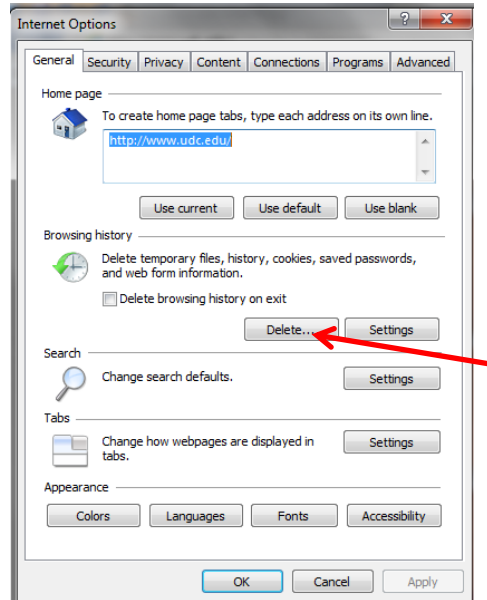 Internet Options
General Security Privacy Content Connections Programs Advanced
Home page
To create home page tabs, type each address on its own line.
http://www.udc.edu/
Use current Use default Use blank
Browsing history
Delete temporary files, history, cookies, saved passwords,
and web form information.
Delete browsing history on exit
Delete... Settings
Search
Change search defaults. Settings
Tabs
Change how webpages are displayed in Settings
tabs.
Appearance
Colors Languages Fonts Accessibility
OK Cancel Apply